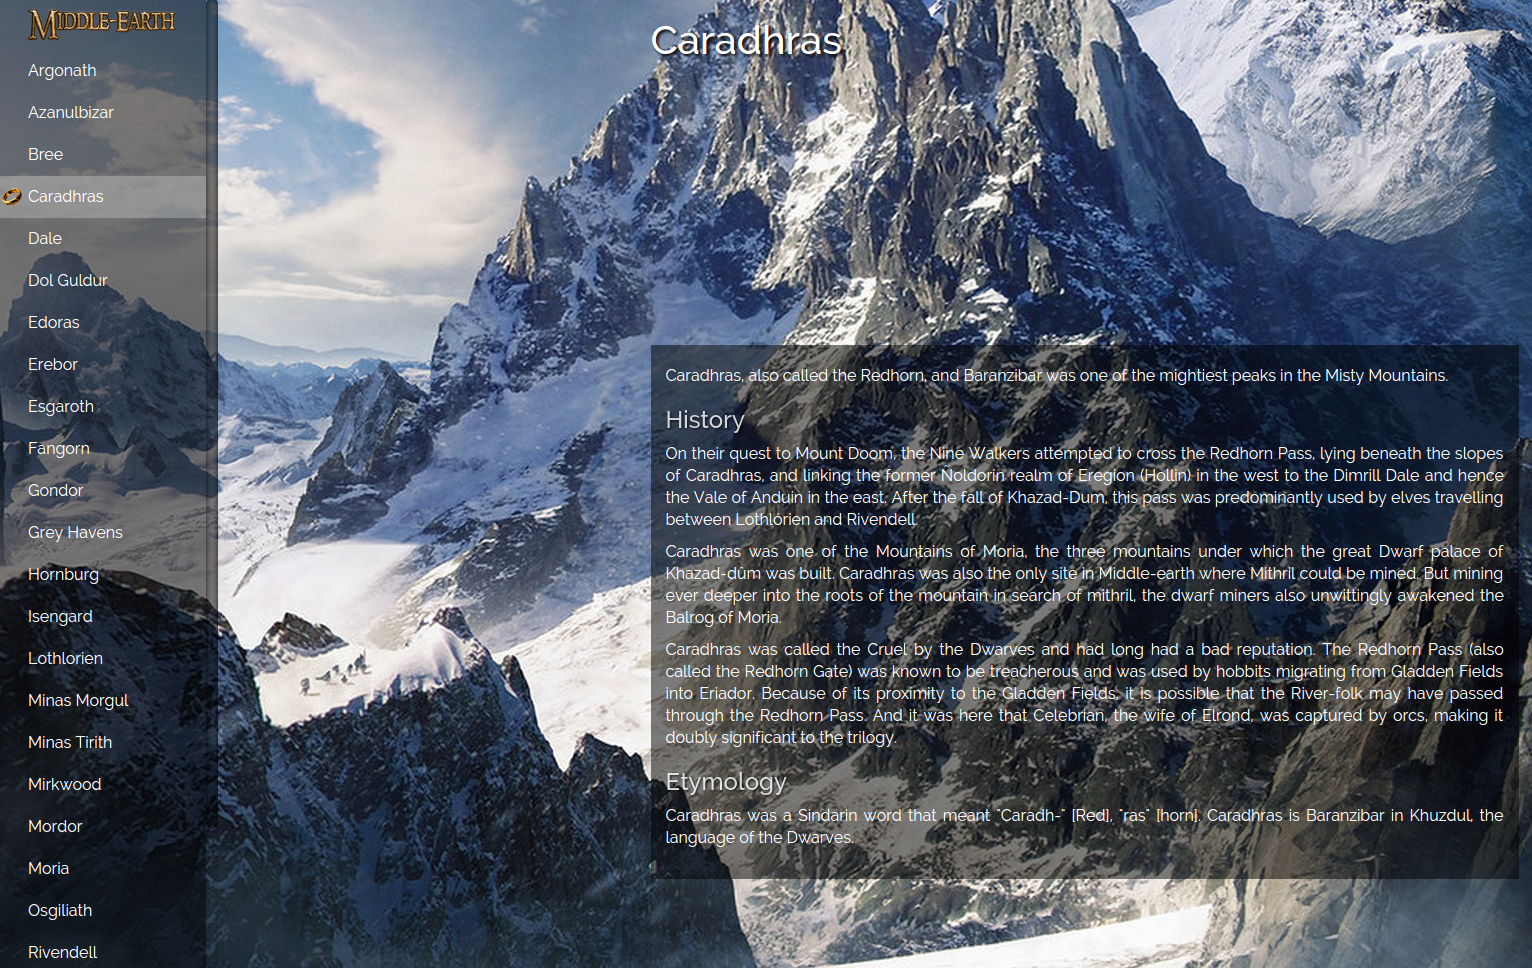 MIDDLE-EARTH
Argonath
Azanulbizar
Bree
Caradhras
Dale
Dol Guldur
Edoras
Erebor
Esgaroth
Fangorn
Gondor
Grey Havens
Hornburg
Isengard
Lothlorien
Minas Morgul
Minas Tirith
Mirkwood
Mordor
Moria
Osgiliath
Rivendell
Caradhras
Caradhras, also called the Redhorn, and Baranzibar was one of the mightiest peaks in the Misty Mountains.
History
On their quest to Mount Doom, the Nine Walkers attempted to cross the Redhorn Pass, lying beneath the slopes
of Caradhras, and linking the former Ñoldorin realm of Eregion (Hollin) in the west to the Dimrill Dale and hence
the Vale of Anduin in the east. After the fall of Khazad-Dum, this pass was predominantly used by elves travelling
between Lothlórien and Rivendell.
Caradhras was one of the Mountains of Moria, the three mountains under which the great Dwarf palace of
Khazad-dûm was built. Caradhras was also the only site in Middle-earth where Mithril could be mined. But mining
ever deeper into the roots of the mountain in search of mithril, the dwarf miners also unwittingly awakened the
Balrog of Moria.
Caradhras was called the Cruel by the Dwarves and had long had a bad reputation. The Redhorn Pass (also
called the Redhorn Gate) was known to be treacherous and was used by hobbits migrating from Gladden Fields
into Eriador. Because of its proximity to the Gladden Fields, it is possible that the River-folk may have passed
through the Redhorn Pass. And it was here that Celebrían, the wife of Elrond, was captured by orcs, making it
doubly significant to the trilogy.
Etymology
Caradhras was a Sindarin word that meant "Caradh-" [Red], "ras" [horn]. Caradhras is Baranzibar in Khuzdul, the
language of the Dwarves.